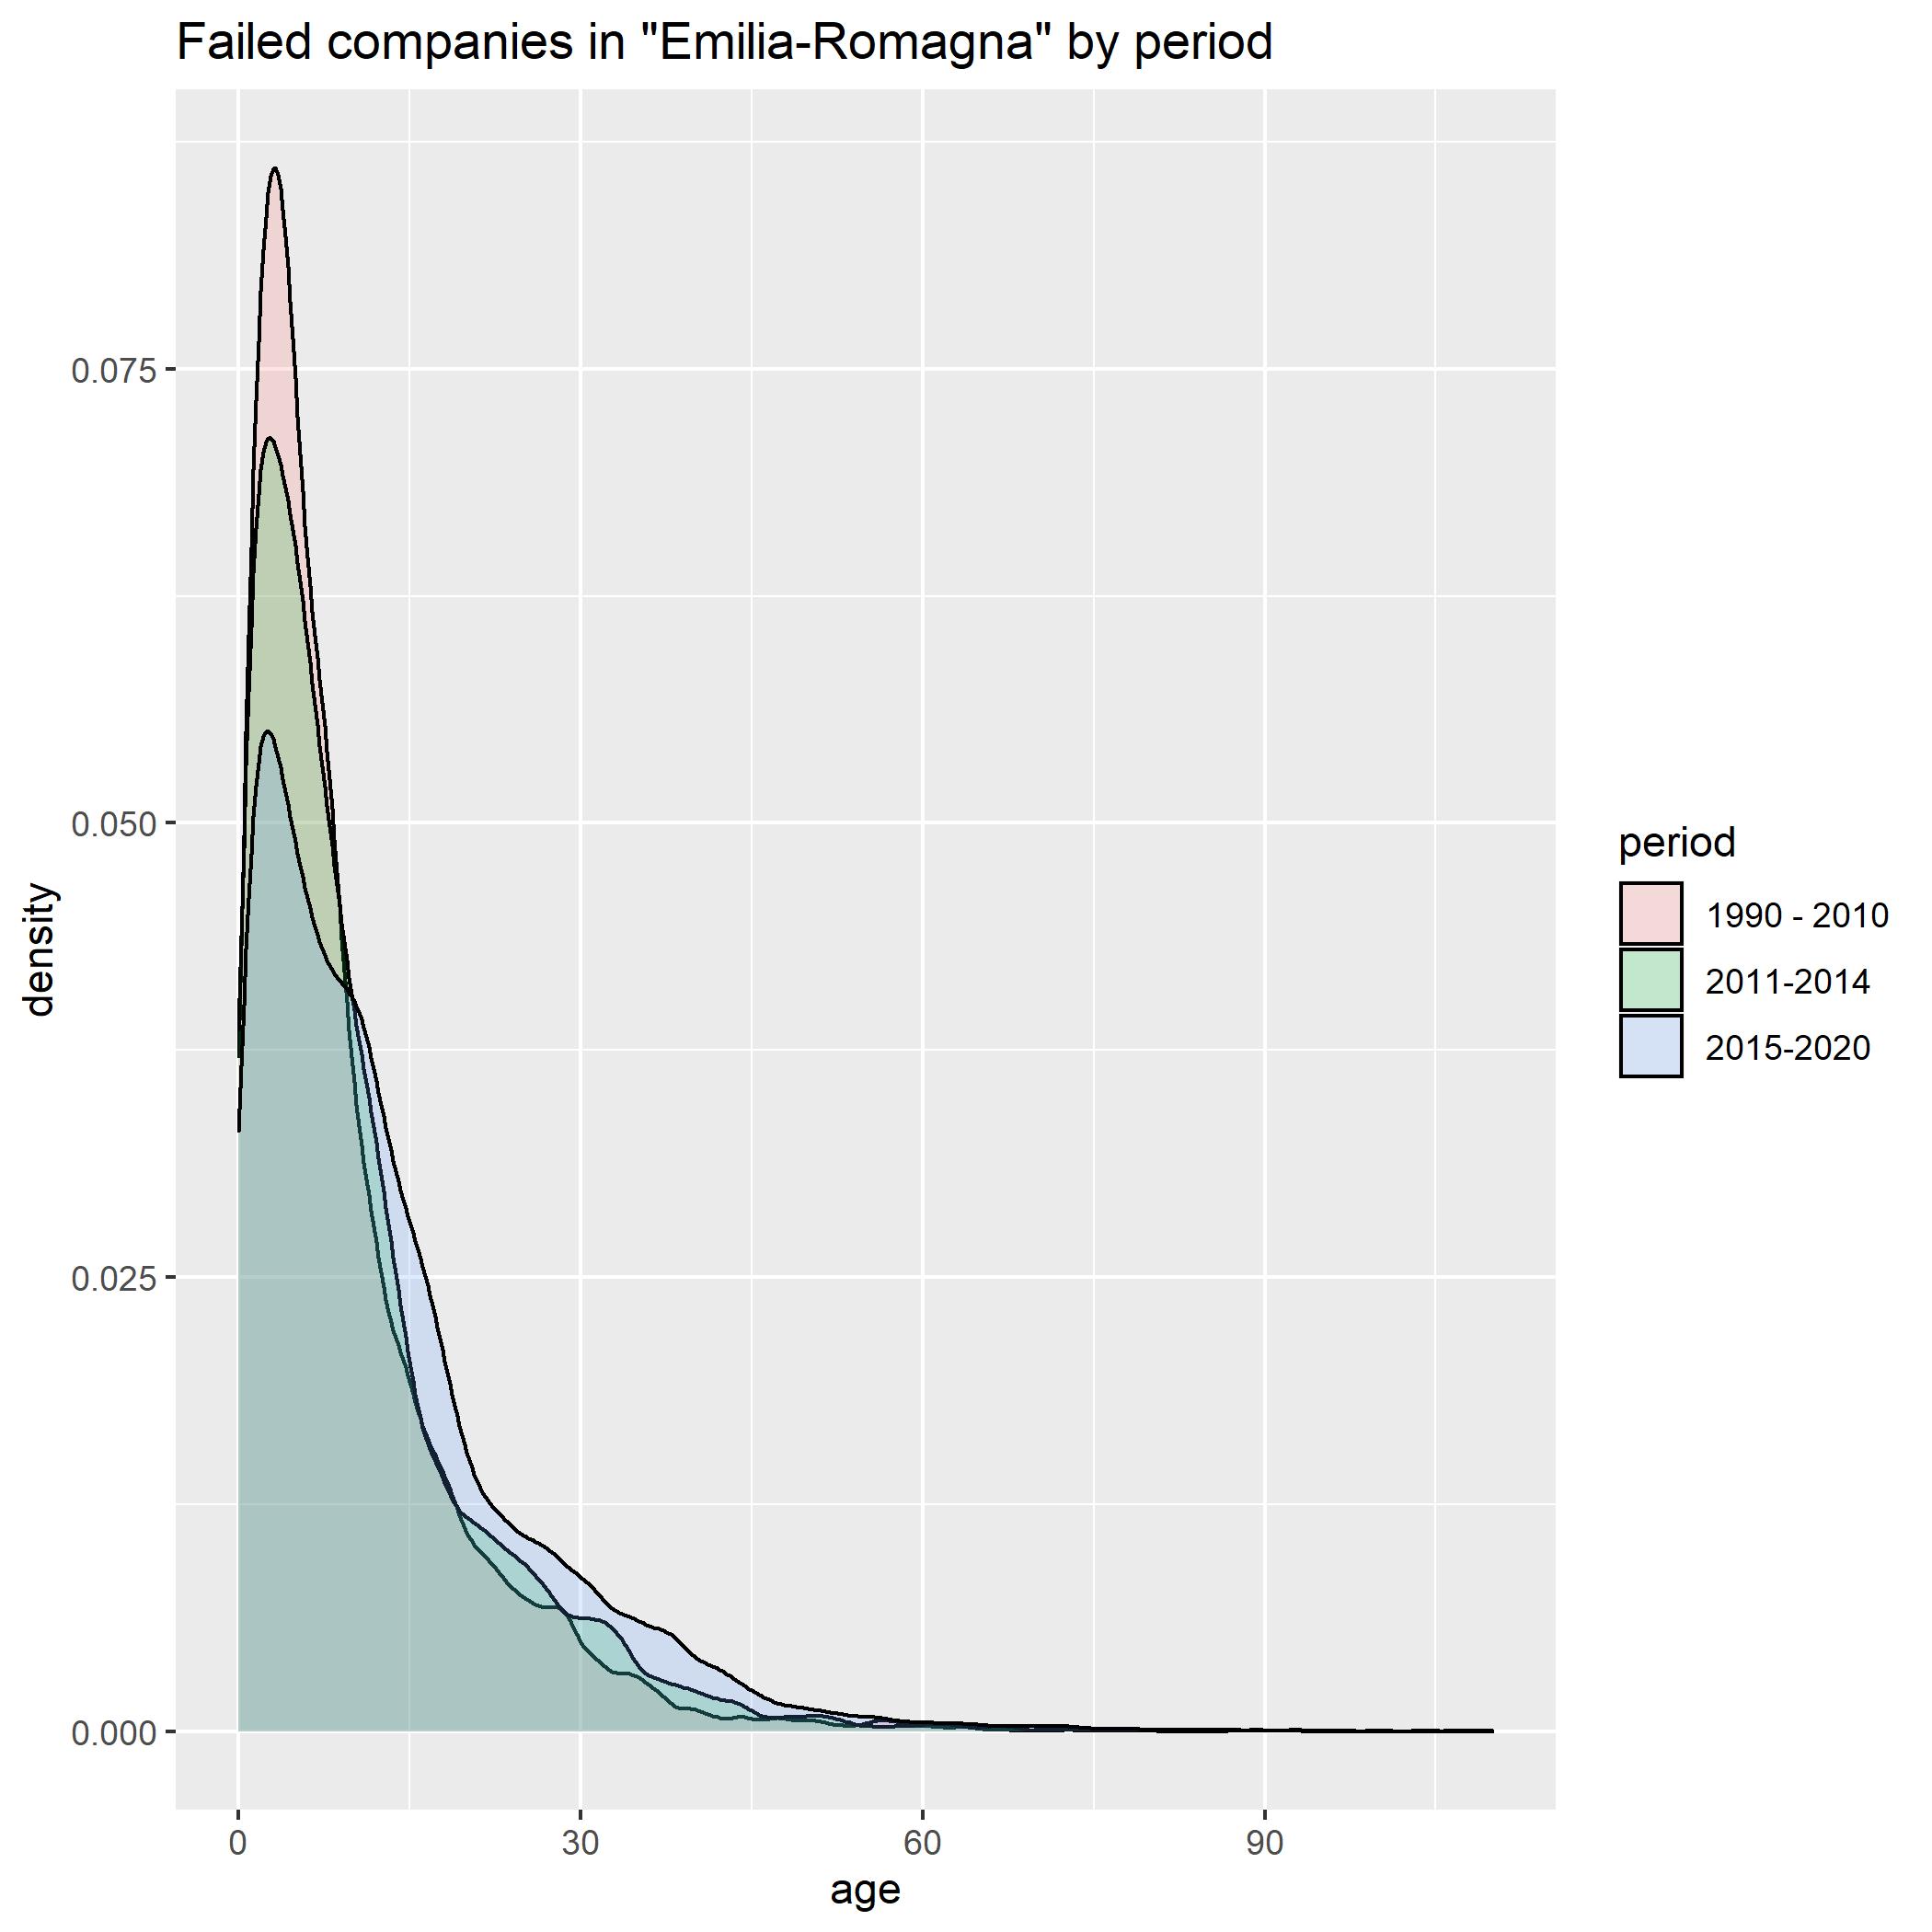 Failed companies in "Emilia-Romagna" by period
0.075
0.050
0.025
0.000
density
0 30 60 90
age
period
1990 - 2010
2011-2014
2015-2020